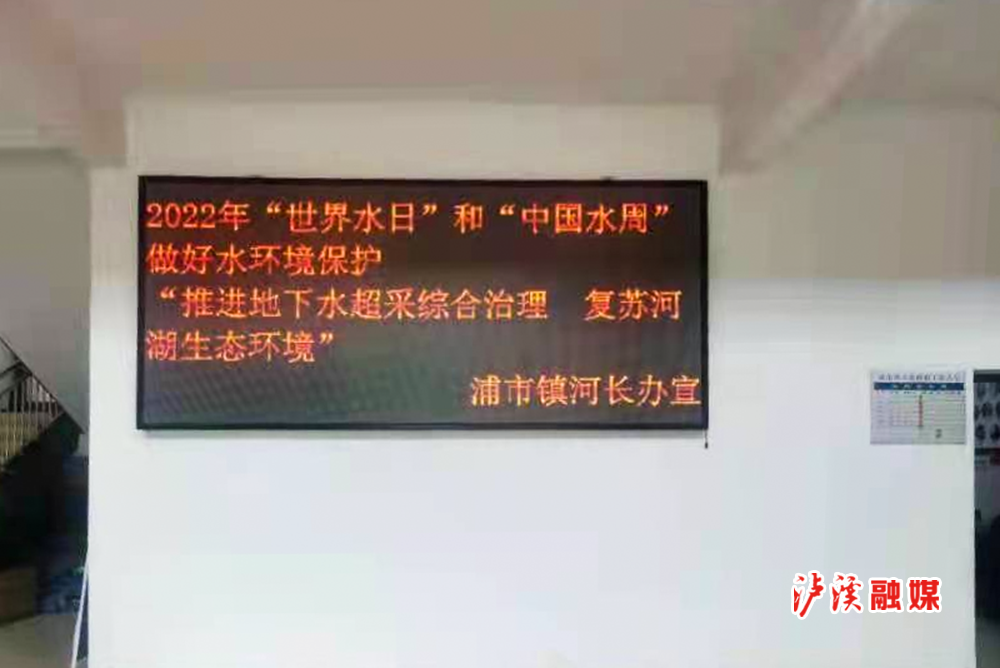 2022年“世界水日”和“中国水周”
做好水环境保护
“推进地下水超采综合治理　复苏河
湖生态环境”
浦市镇河长办宣
泸溪融媒